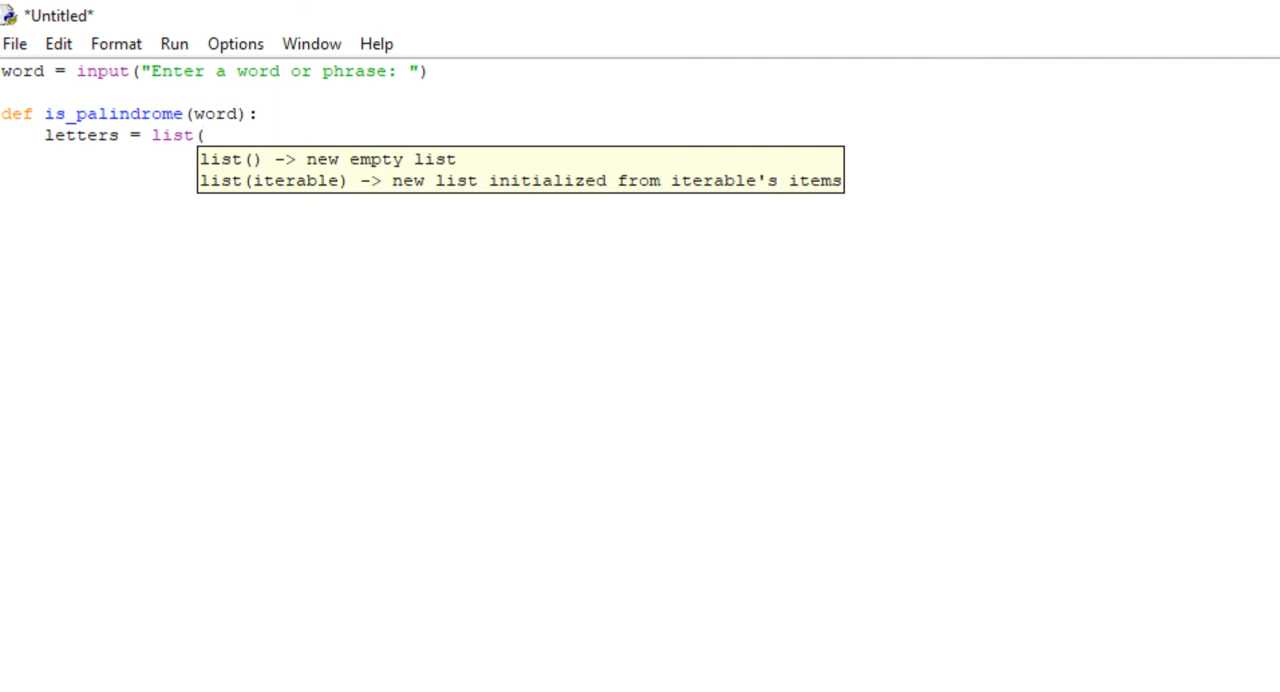 *Untitled*
File Edit Format Run Options Window Help
word = input("Enter a word or phrase: ")
def is_palindrome(word):
    letters = list(
list() -> new empty list
list(iterable) -> new list initialized from iterable's items